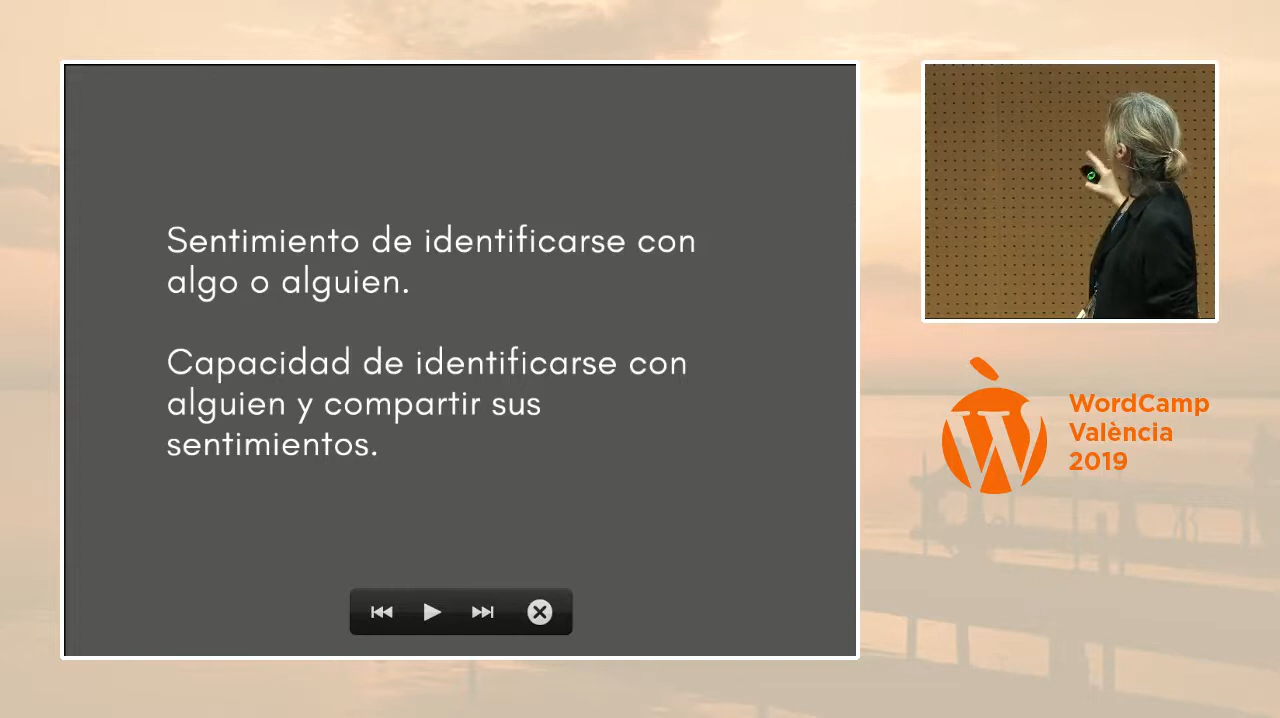 Sentimiento de identificarse con
algo o alguien.
Capacidad de identificarse con
alguien y compartir sus
sentimientos.
WordCamp
València
2019